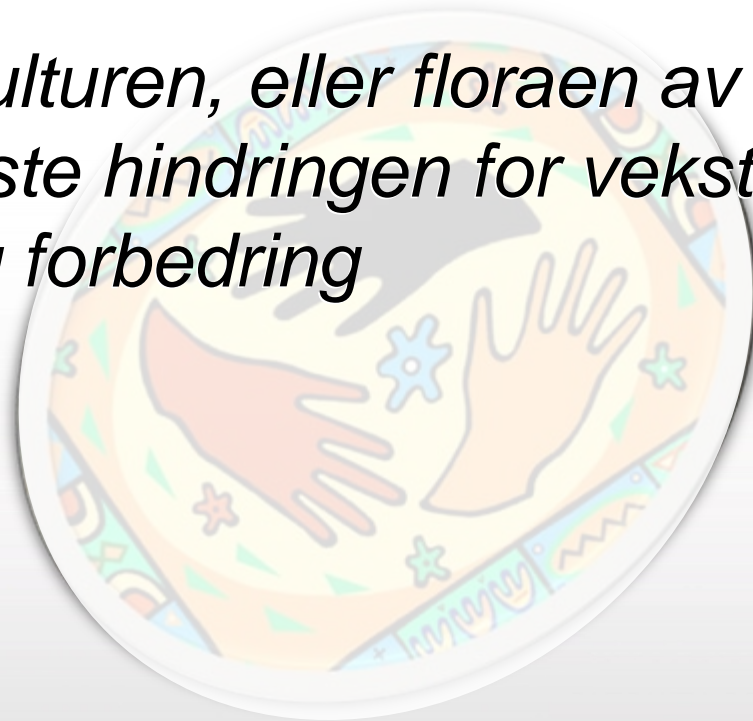 ulturen, eller floraen av
ste hindringen for vekst
forbedring